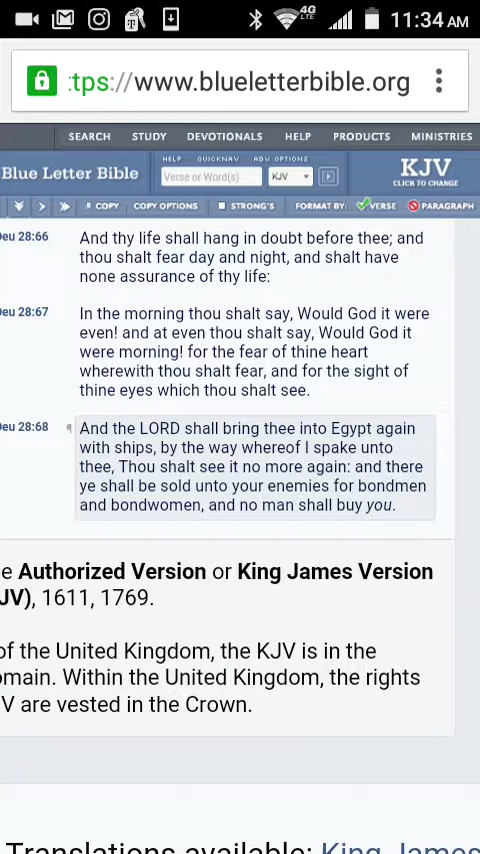 4G
LTE
11:34 AM
:tps://www.blueletterbible.org
SEARCH STUDY DEVOTIONALS HELP PRODUCTS MINISTRIES
Blue Letter Bible
HELP QUICKNAV ADV OPTIONS
Verse or Word(s) KJV
KJV
CLICK TO CHANGE
COPY COPY OPTIONS STRONG'S FORMAT BY: VERSE PARAGRAPH
Deu 28:66 And thy life shall hang in doubt before thee; and
thou shalt fear day and night, and shalt have
none assurance of thy life:
Deu 28:67 In the morning thou shalt say, Would God it were
even! and at even thou shalt say, Would God it
were morning! for the fear of thine heart
wherewith thou shalt fear, and for the sight of
thine eyes which thou shalt see.
Deu 28:68 ¶ And the LORD shall bring thee into Egypt again
with ships, by the way whereof I spake unto
thee, Thou shalt see it no more again: and there
ye shall be sold unto your enemies for bondmen
and bondwomen, and no man shall buy you.
e Authorized Version or King James Version
JV), 1611, 1769.
of the United Kingdom, the KJV is in the
omain. Within the United Kingdom, the rights
V are vested in the Crown.
Translations available: King James